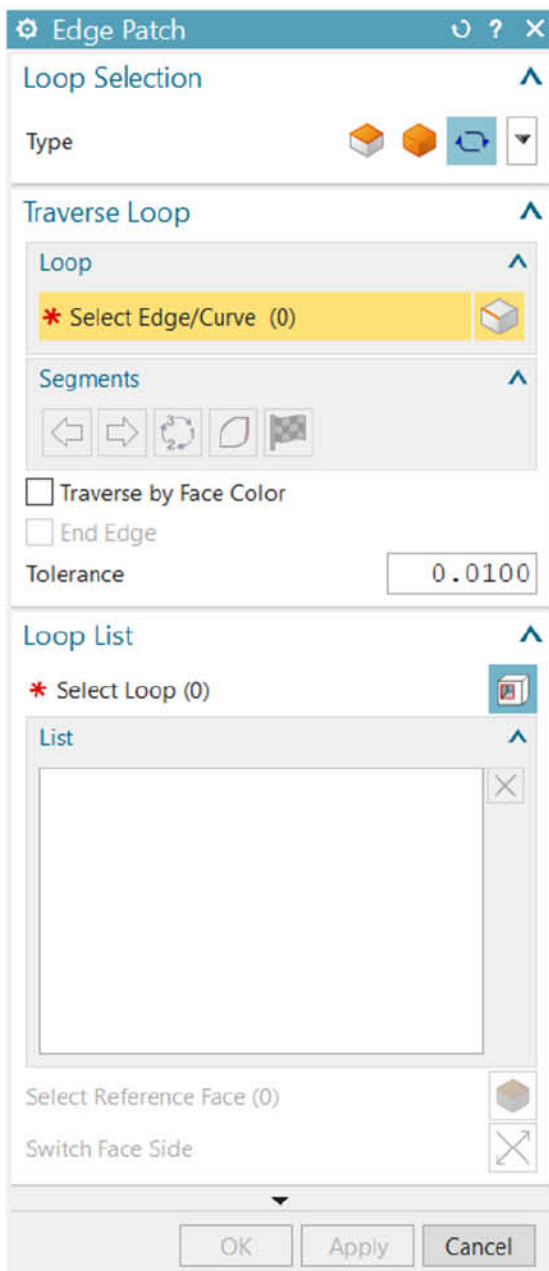 Edge Patch ?
Loop Selection
Type
Traverse Loop
Loop
* Select Edge/Curve (0)
Segments
3
2
Traverse by Face Color
End Edge
Tolerance 0.0100
Loop List
* Select Loop (0)
List
Select Reference Face (0)
Switch Face Side
OK Apply Cancel